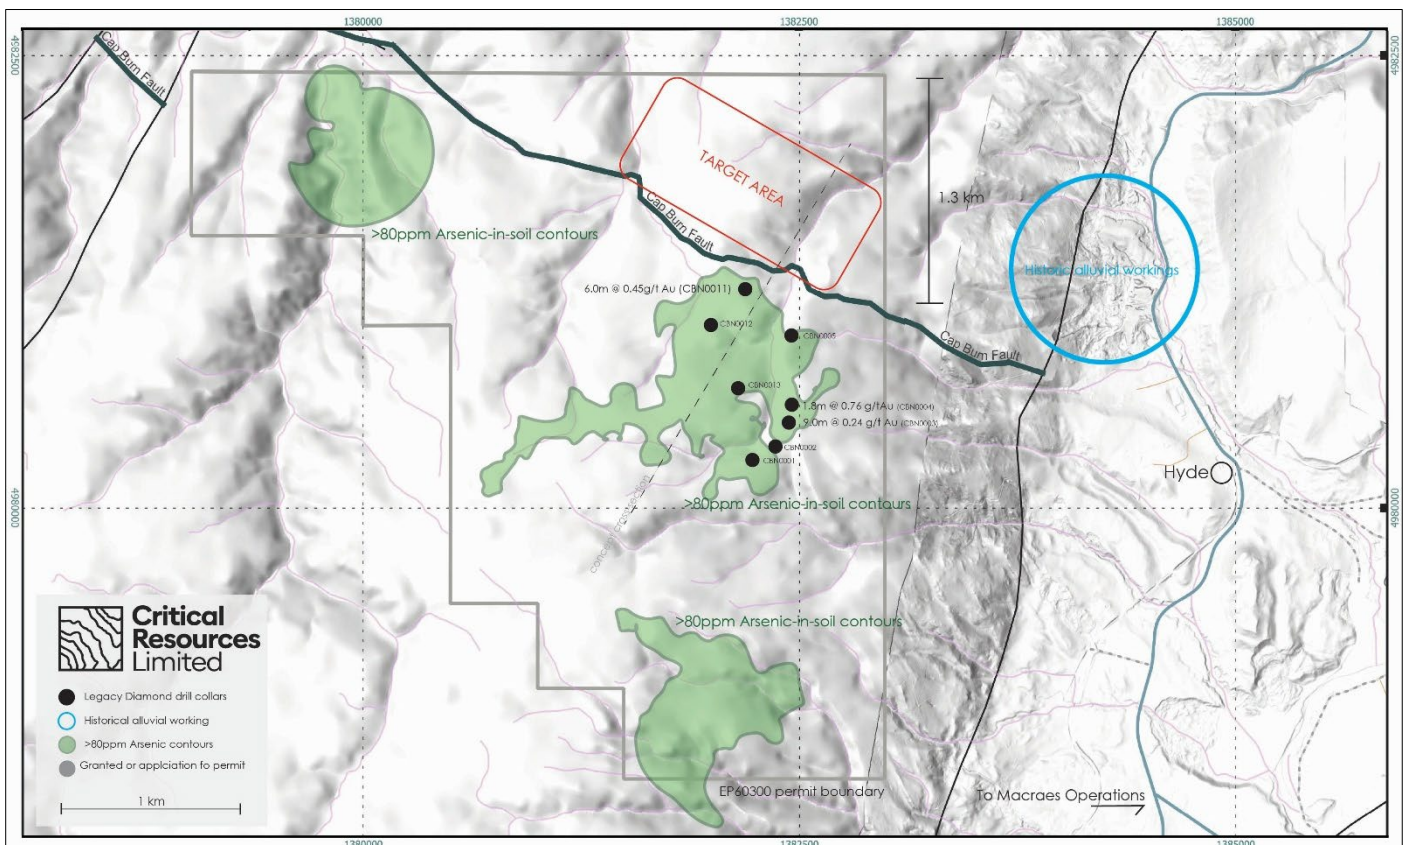 1380000
1382500
1385000
4982500
4982500
Cap Burn Fault
TARGET AREA
1.3 km
Cap Burn Fault
>80ppm Arsenic-in-soil contours
Historic alluvial workings
6.0m @ 0.45g/t Au (CBN0011)
CBN0012
CBN0005
Cap Burn Fault
CBN0013
1.8m @ 0.76 g/tAu (CBN0004)
9.0m @ 0.24 g/t Au (CBN0003)
CBN0002
CBN0001
Hyde
>80ppm Arsenic-in-soil contours
4980000
4980000
>80ppm Arsenic-in-soil contours
Critical
Resources
Limited
Legacy Diamond drill collars
Historical alluvial working
>80ppm Arsenic contours
Granted or applciation fo permit
1 km
EP60300 permit boundary
To Macraes Operations
1380000
1382500
1385000